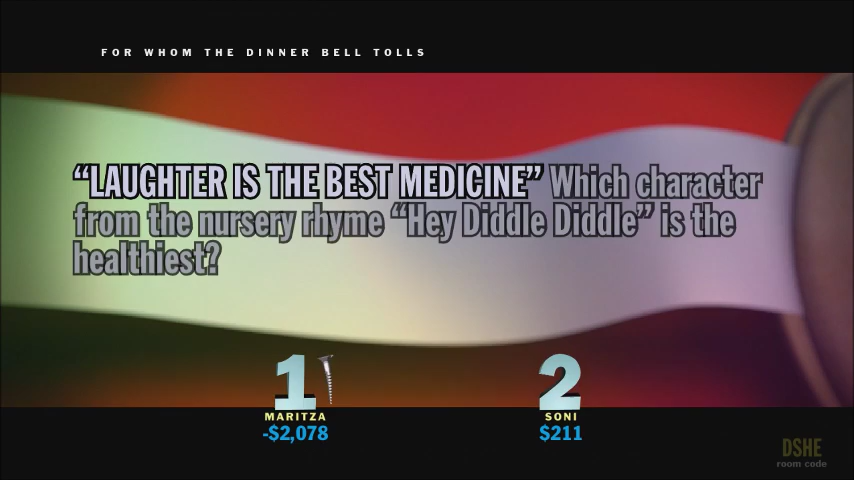 FOR WHOM THE DINNER BELL TOLLS
“LAUGHTER IS THE BEST MEDICINE” Which character
from the nursery rhyme “Hey Diddle Diddle” is the
healthiest?
1 2
MARITZA SONI
-$2,078 $211
DSHE
room code